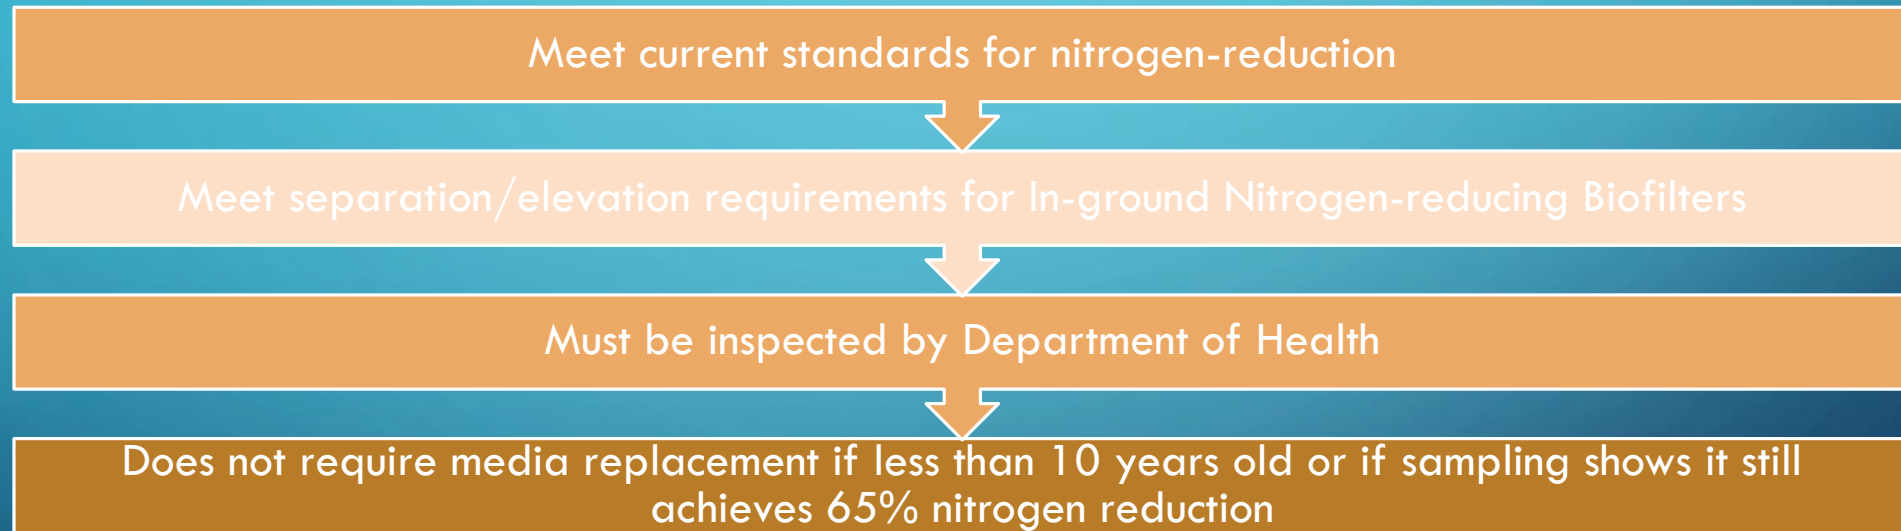 Meet current standards for nitrogen-reduction
Meet separation/elevation requirements for In-ground Nitrogen-reducing Biofilters
Must be inspected by Department of Health
Does not require media replacement if less than 10 years old or if sampling shows it still
achieves 65% nitrogen reduction